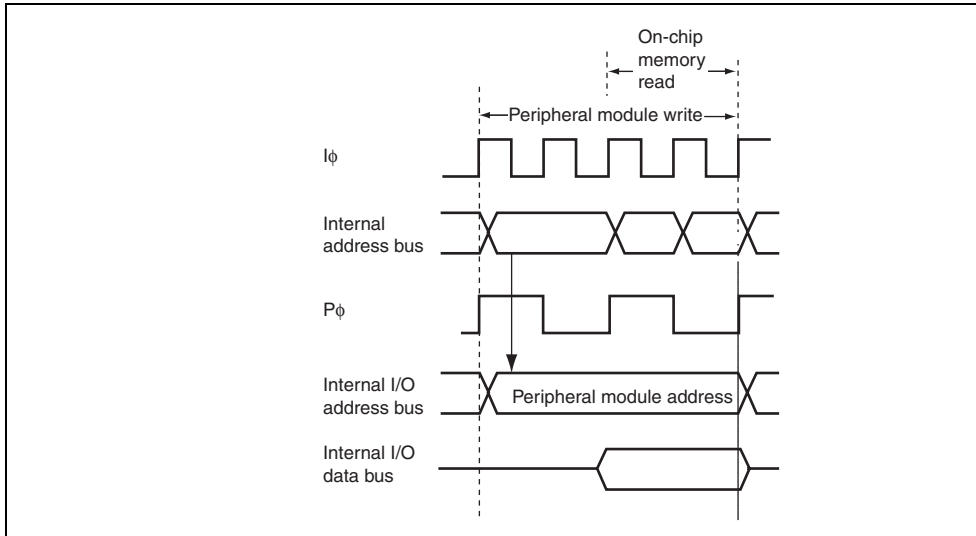 On-chip
memory
read
Peripheral module write
Iϕ
Internal
address bus
Pϕ
Internal I/O
address bus
Peripheral module address
Internal I/O
data bus